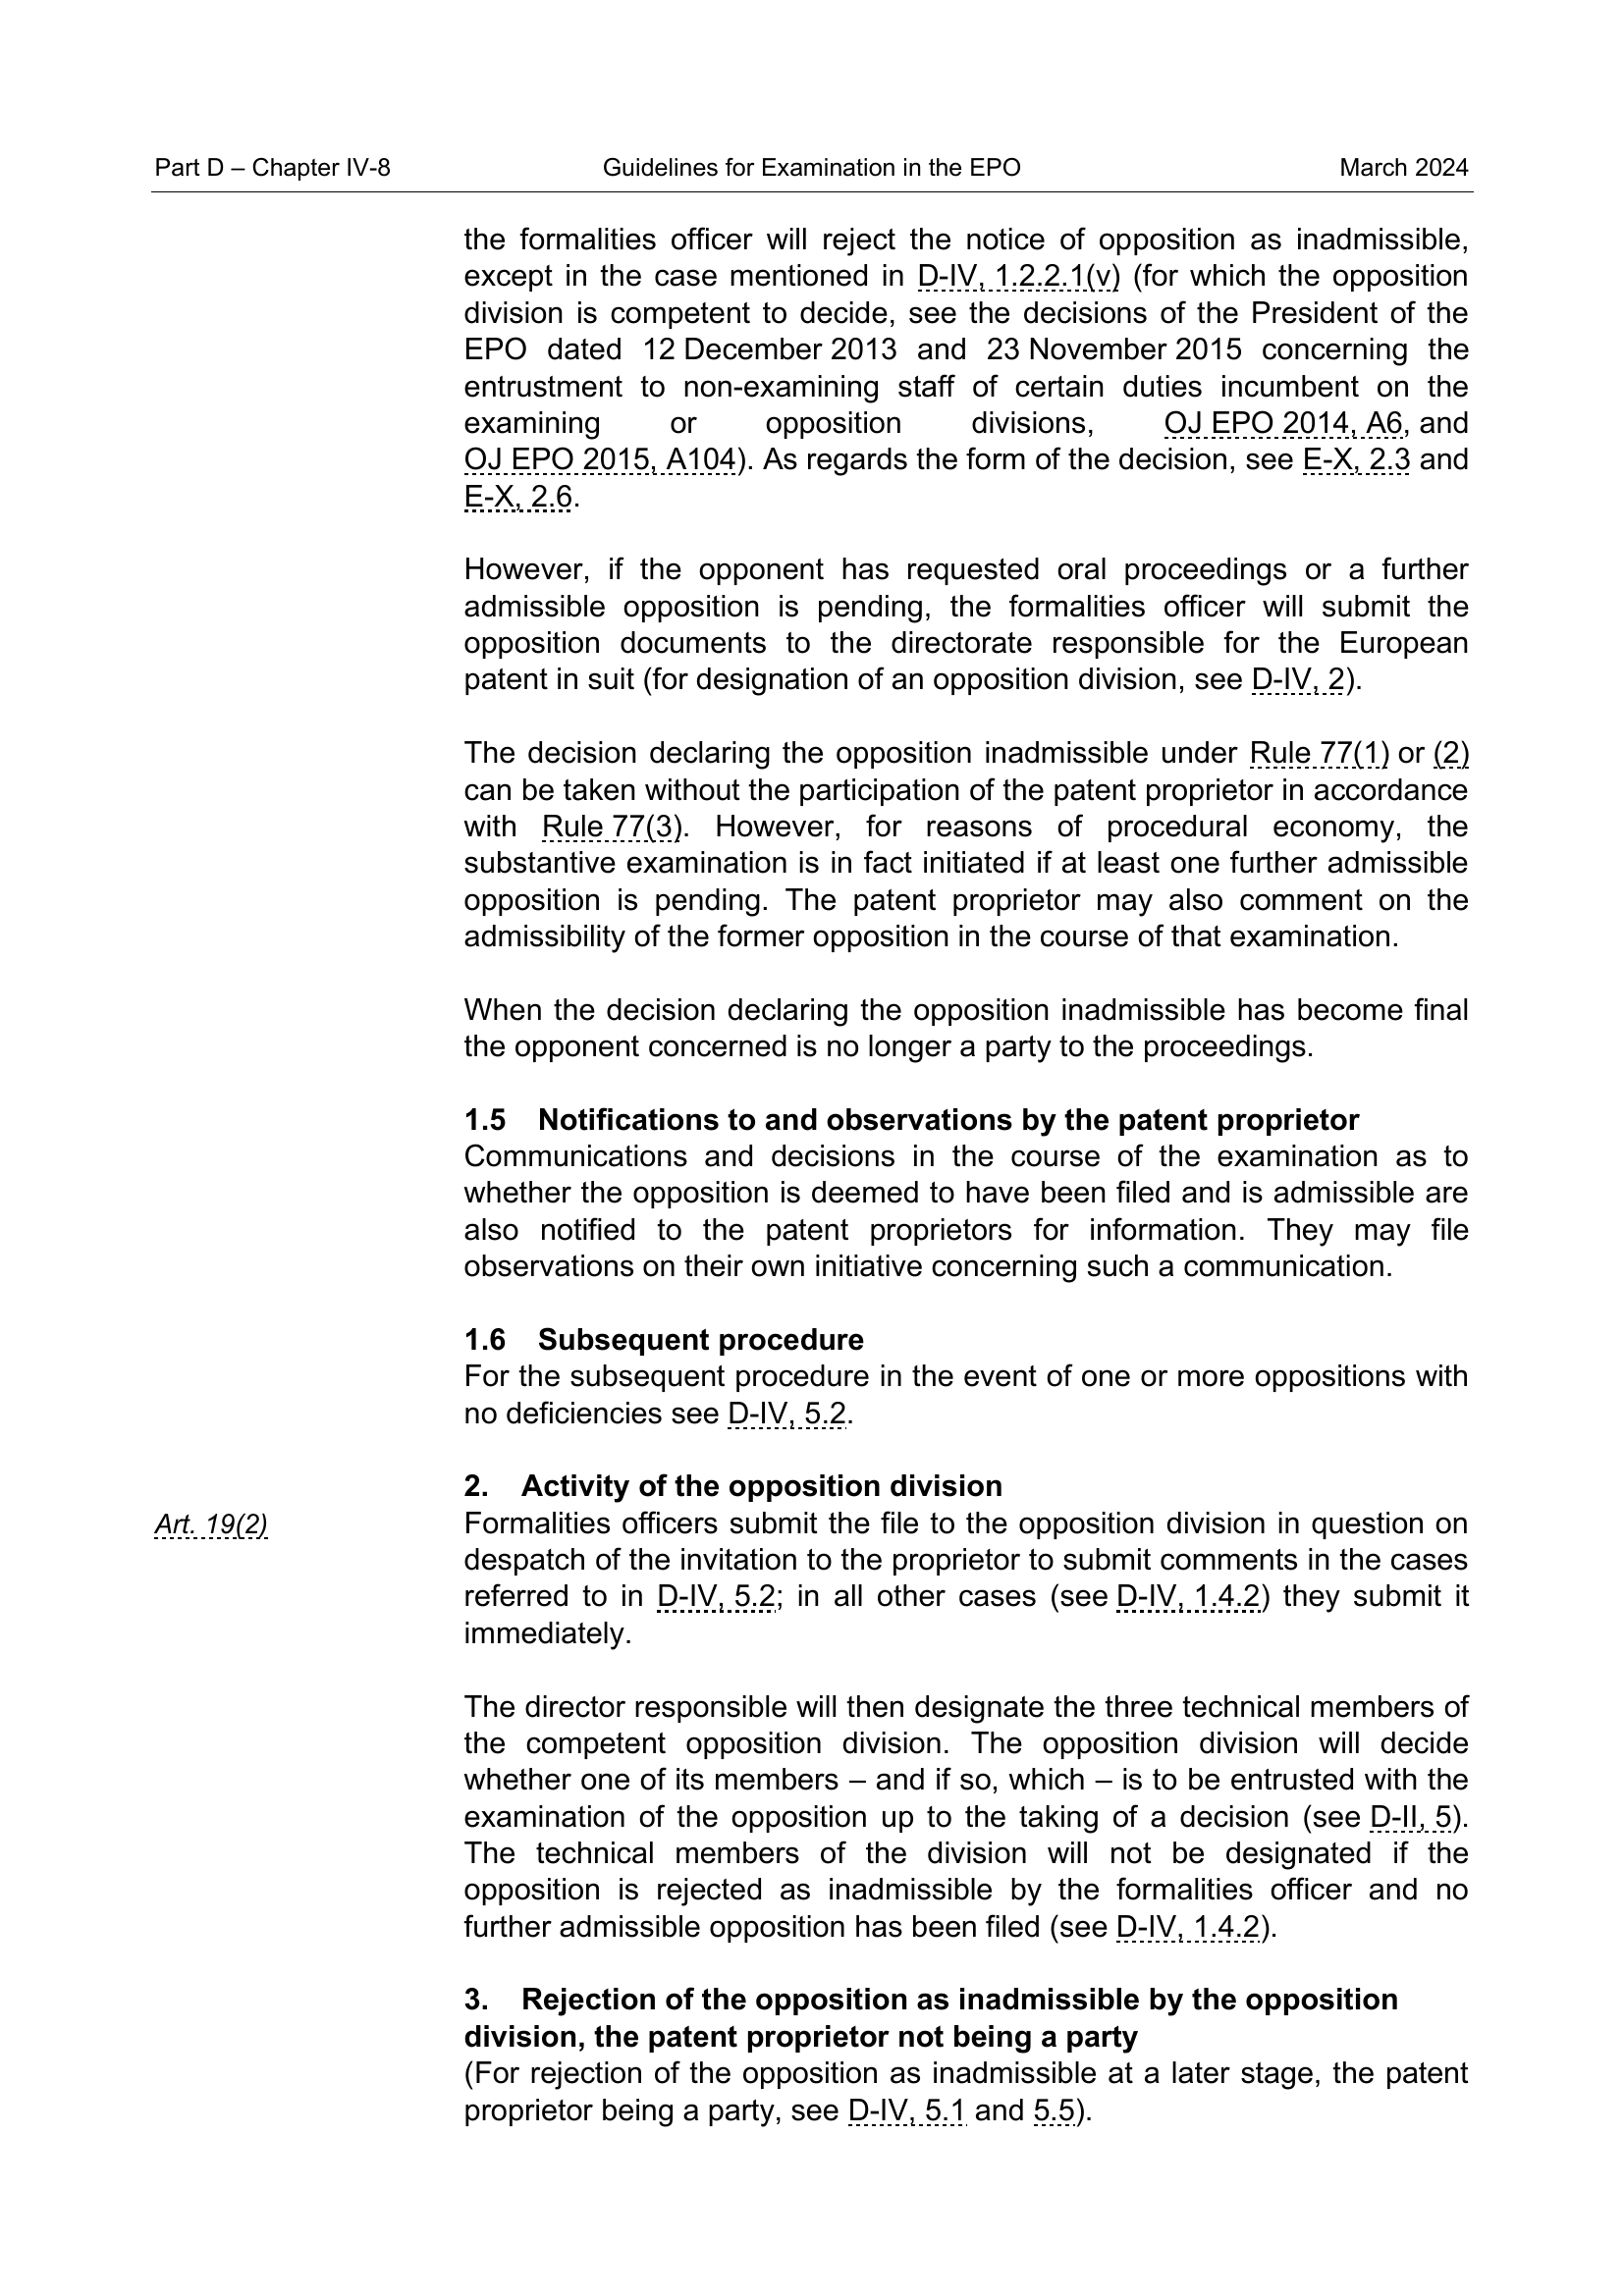 Part D – Chapter IV-8 Guidelines for Examination in the EPO March 2024
the formalities officer will reject the notice of opposition as inadmissible,
except in the case mentioned in D-IV, 1.2.2.1(v) (for which the opposition
division is competent to decide, see the decisions of the President of the
EPO dated 12 December 2013 and 23 November 2015 concerning the
entrustment to non-examining staff of certain duties incumbent on the
examining or opposition divisions, OJ EPO 2014, A6, and
OJ EPO 2015, A104). As regards the form of the decision, see E-X, 2.3 and
E-X, 2.6.
However, if the opponent has requested oral proceedings or a further
admissible opposition is pending, the formalities officer will submit the
opposition documents to the directorate responsible for the European
patent in suit (for designation of an opposition division, see D-IV, 2).
The decision declaring the opposition inadmissible under Rule 77(1) or (2)
can be taken without the participation of the patent proprietor in accordance
with Rule 77(3). However, for reasons of procedural economy, the
substantive examination is in fact initiated if at least one further admissible
opposition is pending. The patent proprietor may also comment on the
admissibility of the former opposition in the course of that examination.
When the decision declaring the opposition inadmissible has become final
the opponent concerned is no longer a party to the proceedings.
1.5 Notifications to and observations by the patent proprietor
Communications and decisions in the course of the examination as to
whether the opposition is deemed to have been filed and is admissible are
also notified to the patent proprietors for information. They may file
observations on their own initiative concerning such a communication.
1.6 Subsequent procedure
For the subsequent procedure in the event of one or more oppositions with
no deficiencies see D-IV, 5.2.
2. Activity of the opposition division
Art. 19(2)
Formalities officers submit the file to the opposition division in question on
despatch of the invitation to the proprietor to submit comments in the cases
referred to in D-IV, 5.2; in all other cases (see D-IV, 1.4.2) they submit it
immediately.
The director responsible will then designate the three technical members of
the competent opposition division. The opposition division will decide
whether one of its members – and if so, which – is to be entrusted with the
examination of the opposition up to the taking of a decision (see D-II, 5).
The technical members of the division will not be designated if the
opposition is rejected as inadmissible by the formalities officer and no
further admissible opposition has been filed (see D-IV, 1.4.2).
3. Rejection of the opposition as inadmissible by the opposition
division, the patent proprietor not being a party
(For rejection of the opposition as inadmissible at a later stage, the patent
proprietor being a party, see D-IV, 5.1 and 5.5).